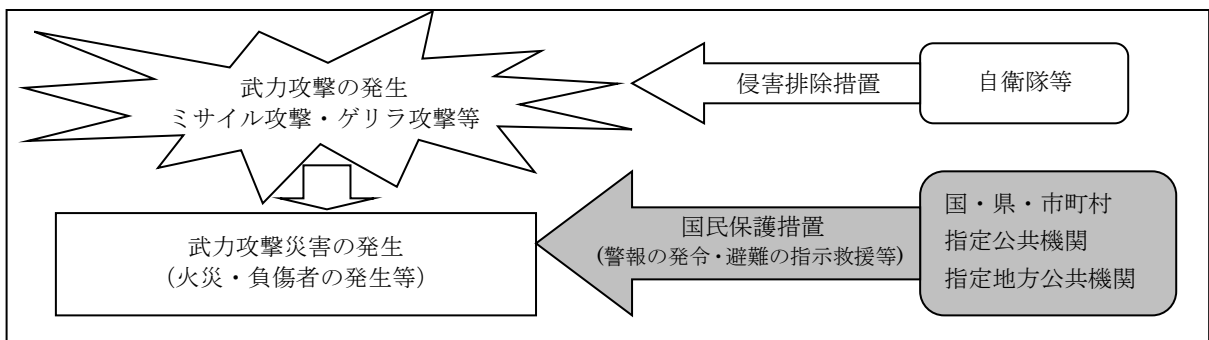 武力攻撃の発生
ミサイル攻撃・ゲリラ攻撃等
侵害排除措置
自衛隊等
武力攻撃災害の発生
(火災・負傷者の発生等)
国民保護措置
(警報の発令・避難の指示救援等)
国・県・市町村
指定公共機関
指定地方公共機関